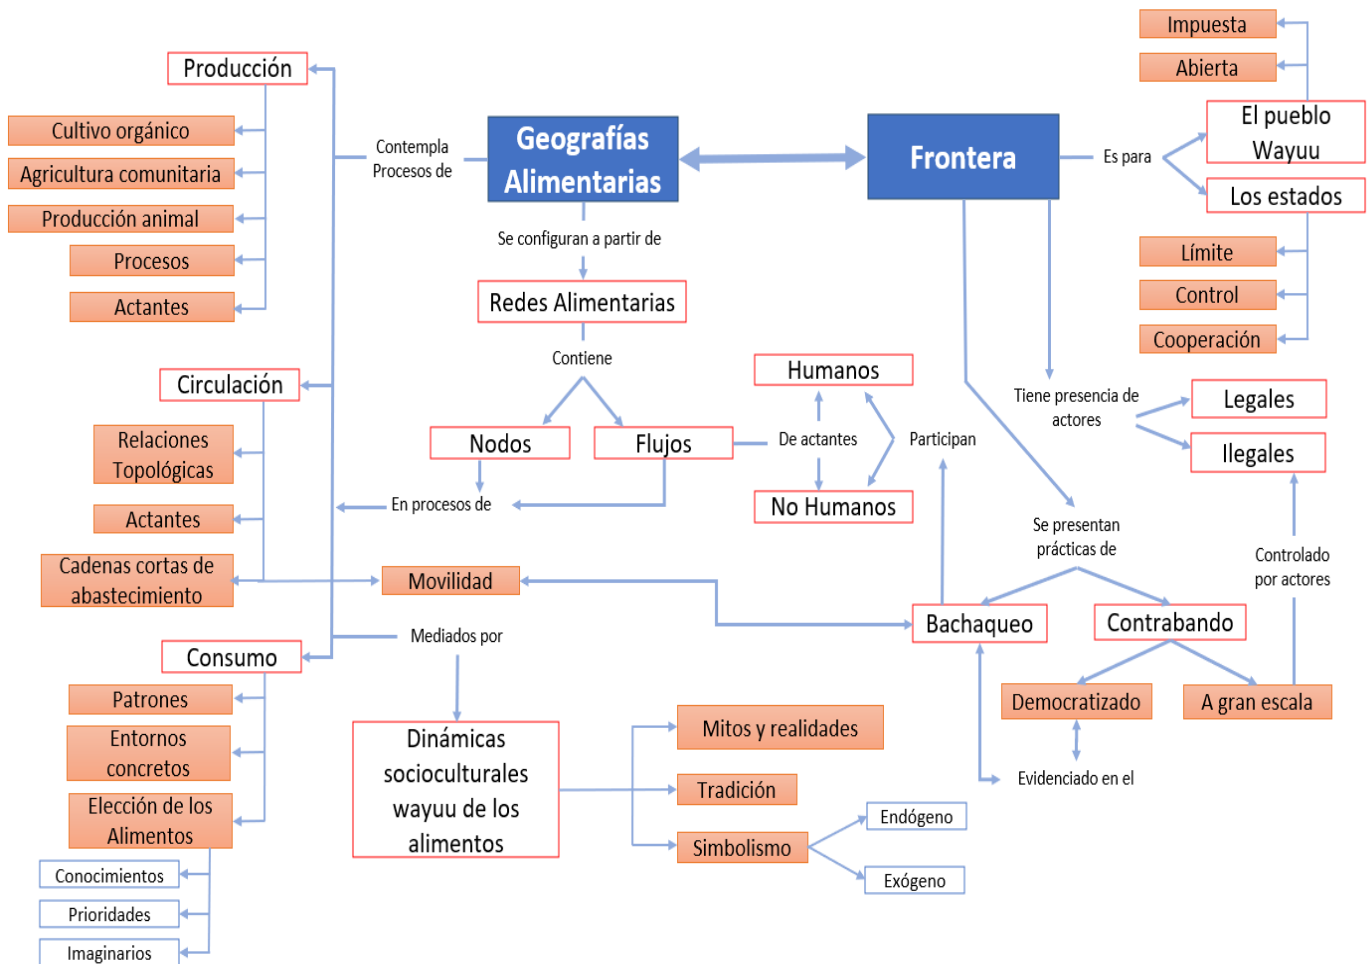 Producción
Cultivo orgánico
Agricultura comunitaria
Producción animal
Procesos
Actantes
Contempla
Procesos de
Geografías
Alimentarias
Frontera
Es para
Impuesta
Abierta
El pueblo
Wayuu
Los estados
Límite
Control
Cooperación
Se configuran a partir de
Redes Alimentarias
Contiene
Nodos
Flujos
En procesos de
De actantes
Humanos
No Humanos
Participan
Tiene presencia de
actores
Legales
Ilegales
Circulación
Relaciones
Topológicas
Actantes
Cadenas cortas de
abastecimiento
Movilidad
Se presentan
prácticas de
Controlado
por actores
Bachaqueo
Contrabando
Democratizado
A gran escala
Evidenciado en el
Consumo
Patrones
Entornos
concretos
Elección de los
Alimentos
Conocimientos
Prioridades
Imaginarios
Mediados por
Dinámicas
socioculturales
wayuu de los
alimentos
Mitos y realidades
Tradición
Simbolismo
Endógeno
Exógeno